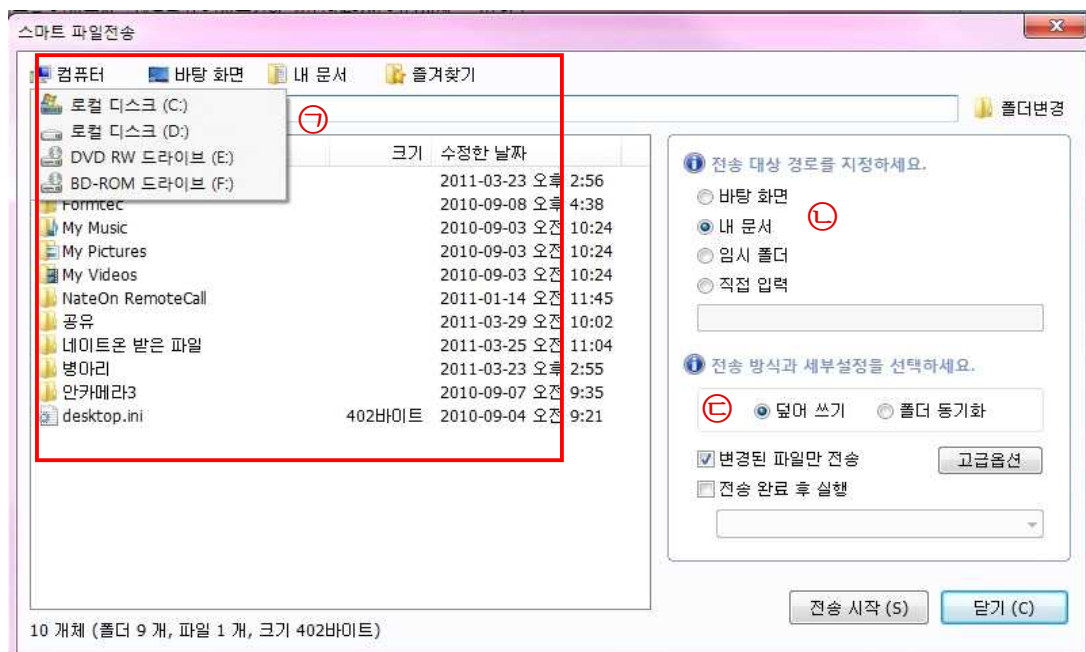 스마트 파일전송
컴퓨터 바탕 화면 내 문서 즐겨찾기
로컬 디스크 (C:)
로컬 디스크 (D:)
DVD RW 드라이브 (E:)
BD-ROM 드라이브 (F:)
㉠
폴더변경
크기 수정한 날짜
2011-03-23 오후 2:56
Formtec 2010-09-08 오후 4:38
My Music 2010-09-03 오전 10:24
My Pictures 2010-09-03 오전 10:24
My Videos 2010-09-03 오전 10:24
NateOn RemoteCall 2011-01-14 오전 11:45
공유 2011-03-29 오전 10:02
네이트온 받은 파일 2011-03-25 오전 11:04
병아리 2011-03-23 오후 2:55
안카메라3 2010-09-07 오전 9:35
desktop.ini 402바이트 2010-09-04 오전 9:21
10 개체 (폴더 9 개, 파일 1 개, 크기 402바이트)
전송 대상 경로를 지정하세요.
바탕 화면
㉡
내 문서
임시 폴더
직접 입력
전송 방식과 세부설정을 선택하세요.
㉢ 덮어 쓰기 폴더 동기화
변경된 파일만 전송 고급옵션
전송 완료 후 실행
전송 시작 (S) 닫기 (C)